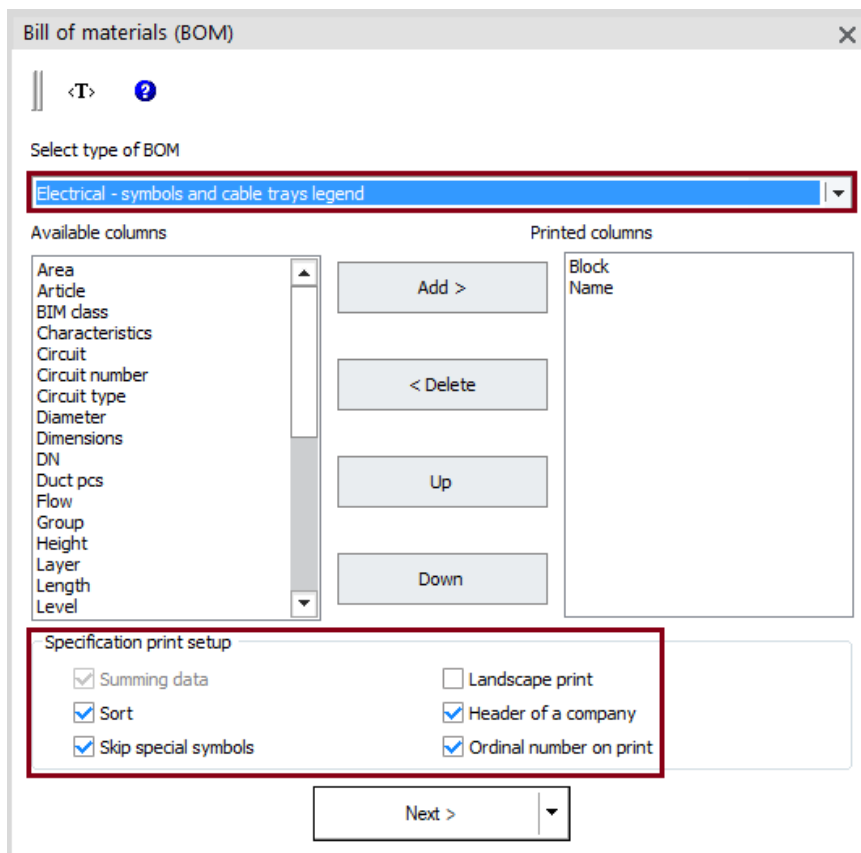 Bill of materials (BOM)
<T>
?
Select type of BOM
Electrical - symbols and cable trays legend
Available columns
Printed columns
Area
Article
BIM class
Characteristics
Circuit
Circuit number
Circuit type
Diameter
Dimensions
DN
Duct pcs
Flow
Group
Height
Layer
Length
Level
Add >
< Delete
Up
Down
Block
Name
Specification print setup
Summing data
Landscape print
Sort
Header of a company
Skip special symbols
Ordinal number on print
Next >